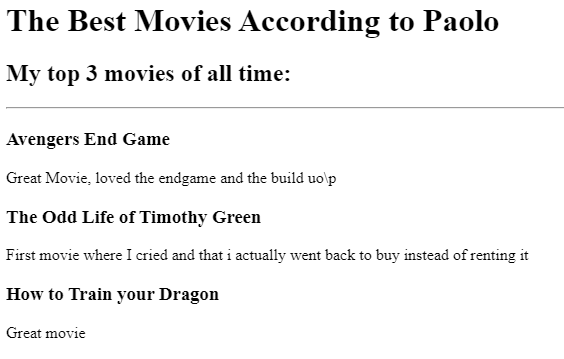 The Best Movies According to Paolo
My top 3 movies of all time:
Avengers End Game
Great Movie, loved the endgame and the build uo\p
The Odd Life of Timothy Green
First movie where I cried and that i actually went back to buy instead of renting it
How to Train your Dragon
Great movie